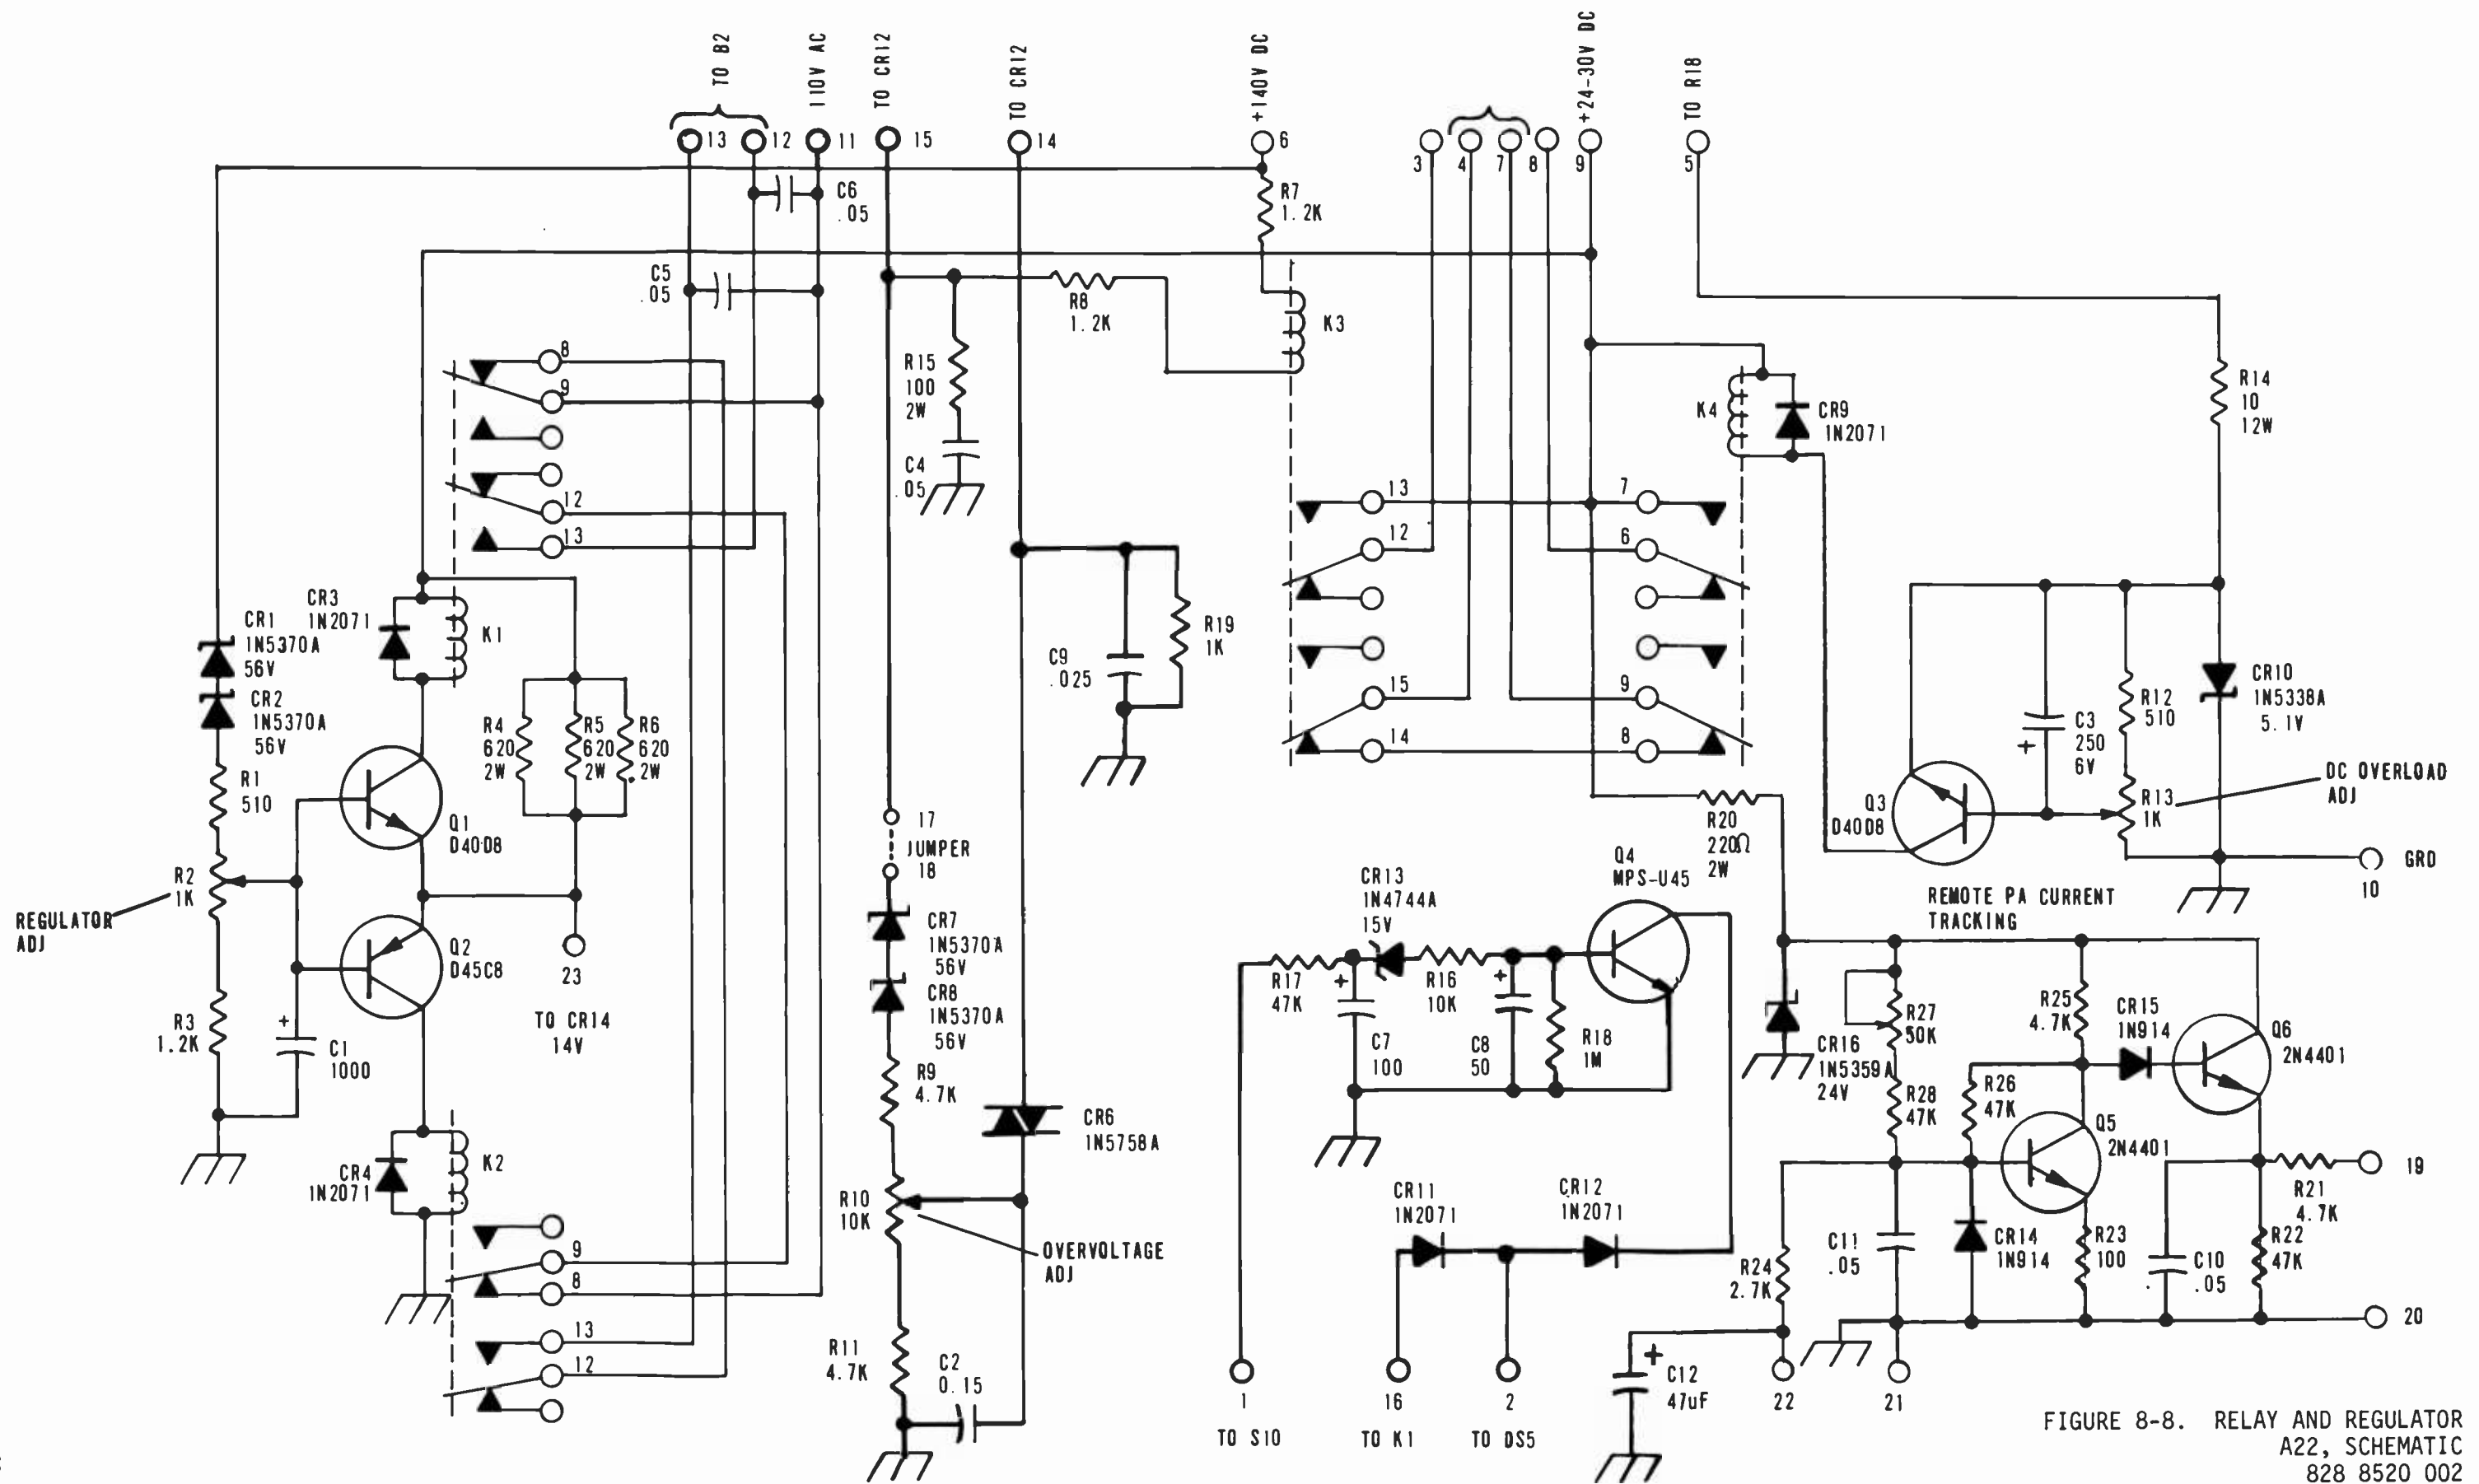 TO B2
110V AC
TO CR12
TO CR12
+140V DC
+24-30V DC
TO R18
13
12
11
15
14
6
3
4
7
8
9
5
C6
.05
R7
1.2K
C5
.05
R8
1.2K
K3
8
9
12
13
R15
100
2W
C4
.05
K4
CR9
1N2071
R14
10
12W
13
12
15
14
7
6
9
8
CR1
1N5370A
56V
CR2
1N5370A
56V
CR3
1N2071
K1
R4
620
2W
R5
620
2W
R6
620
2W
R19
1K
C9
.025
CR10
1N5338A
5.1V
R12
510
C3
250
6V
+
R13
1K
DC OVERLOAD
ADJ
Q3
D40D8
R1
510
Q1
D40D8
R2
1K
REGULATOR
ADJ
Q2
D45C8
R3
1.2K
+
C1
1000
23
TO CR14
14V
17
JUMPER
18
CR7
1N5370A
56V
CR8
1N5370A
56V
R9
4.7K
CR6
1N5758A
R10
10K
OVERVOLTAGE
ADJ
R11
4.7K
C2
0.15
K2
CR4
1N2071
9
8
13
12
R20
220Ω
2W
Q4
MPS-U45
CR13
1N4744A
15V
R17
47K
+
C7
100
R16
10K
+
C8
50
R18
1M
CR11
1N2071
CR12
1N2071
GRD
10
REMOTE PA CURRENT
TRACKING
CR16
1N5359A
24V
R27
50K
R28
47K
R25
4.7K
R26
47K
CR15
1N914
Q6
2N4401
Q5
2N4401
19
R21
4.7K
R22
47K
R24
2.7K
C11
.05
CR14
1N914
R23
100
C10
.05
20
+
C12
47uF
1
TO S10
16
TO K1
2
TO DS5
22
21
FIGURE 8-8. RELAY AND REGULATOR
A22, SCHEMATIC
828 8520 002